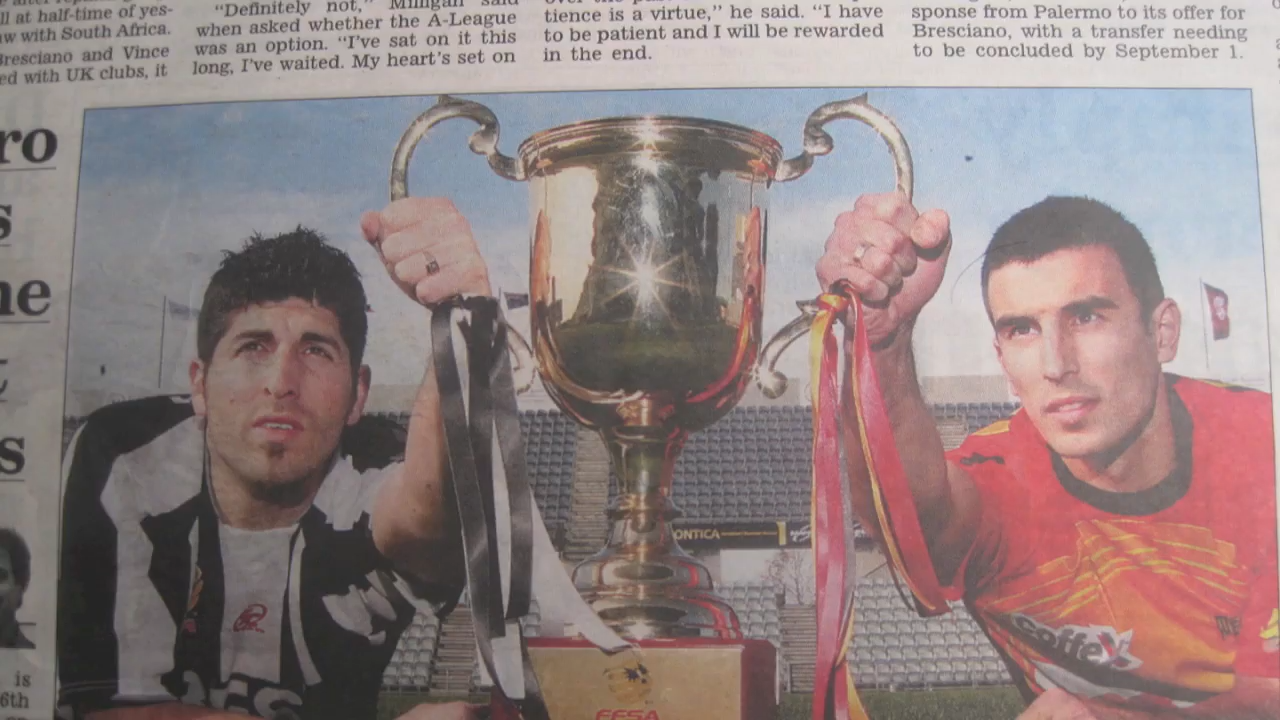 ll at half-time of yes-
w with South Africa.
Bresciano and Vince
ed with UK clubs, it
"Definitely not," Milligan said
when asked whether the A-League
was an option. "I've sat on it this
long, I've waited. My heart's set on
tience is a virtue," he said. "I have
to be patient and I will be rewarded
in the end.
sponse from Palermo to its offer for
Bresciano, with a transfer needing
to be concluded by September 1.
ro
s
ne
t
s
is
6th
ONTICA
coffex
FFSA